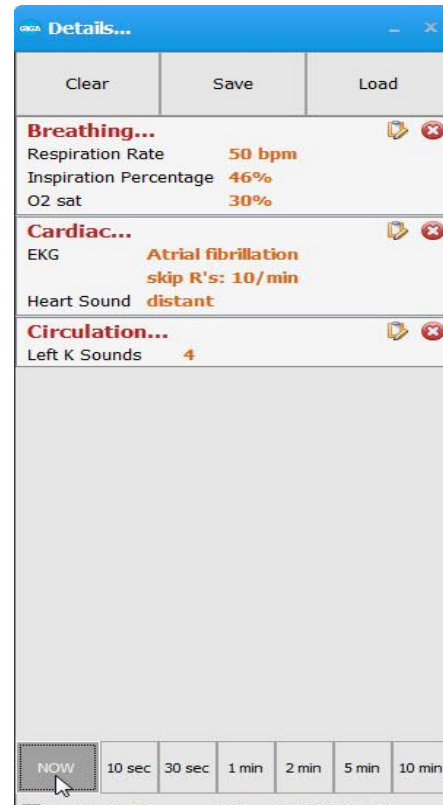 GIGA Details...
Clear Save Load
Breathing...
Respiration Rate 50 bpm
Inspiration Percentage 46%
O2 sat 30%
Cardiac...
EKG Atrial fibrillation
skip R's: 10/min
Heart Sound distant
Circulation...
Left K Sounds 4
NOW 10 sec 30 sec 1 min 2 min 5 min 10 min